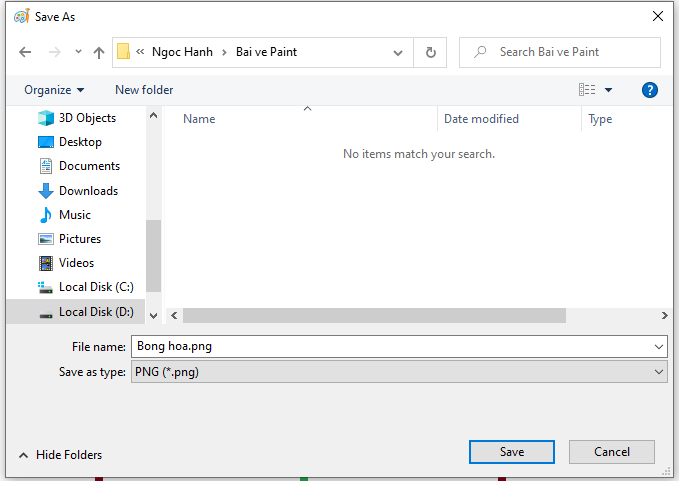 Save As
Ngoc Hanh Bai ve Paint Search Bai ve Paint
Organize New folder ?
Name Date modified Type
No items match your search.
3D Objects
Desktop
Documents
Downloads
Music
Pictures
Videos
Local Disk (C:)
Local Disk (D:)
File name: Bong hoa.png
Save as type: PNG (*.png)
Hide Folders Save Cancel